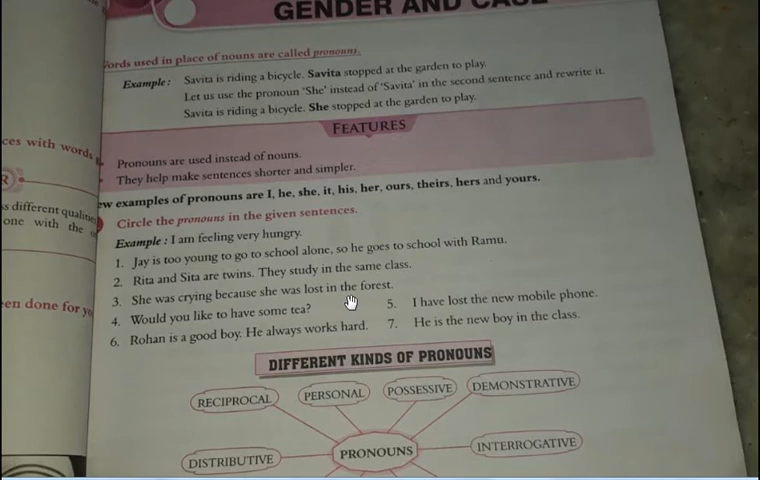 GENDER AND CASE
ords used in place of nouns are called pronouns.
Example: Savita is riding a bicycle. Savita stopped at the garden to play.
Let us use the pronoun 'She' instead of 'Savita' in the second sentence and rewrite it.
Savita is riding a bicycle. She stopped at the garden to play.
FEATURES
ces with words
Pronouns are used instead of nouns.
They help make sentences shorter and simpler.
R
ew examples of pronouns are I, he, she, it, his, her, ours, theirs, hers and yours.
ss different qualities
one with the
Circle the pronouns in the given sentences.
Example: I am feeling very hungry.
1. Jay is too young to go to school alone, so he goes to school with Ramu.
2. Rita and Sita are twins. They study in the same class.
3. She was crying because she was lost in the forest.
een done for
4. Would you like to have some tea? 5. I have lost the new mobile phone.
6. Rohan is a good boy. He always works hard. 7. He is the new boy in the class.
DIFFERENT KINDS OF PRONOUNS
RECIPROCAL PERSONAL POSSESSIVE DEMONSTRATIVE
DISTRIBUTIVE PRONOUNS INTERROGATIVE